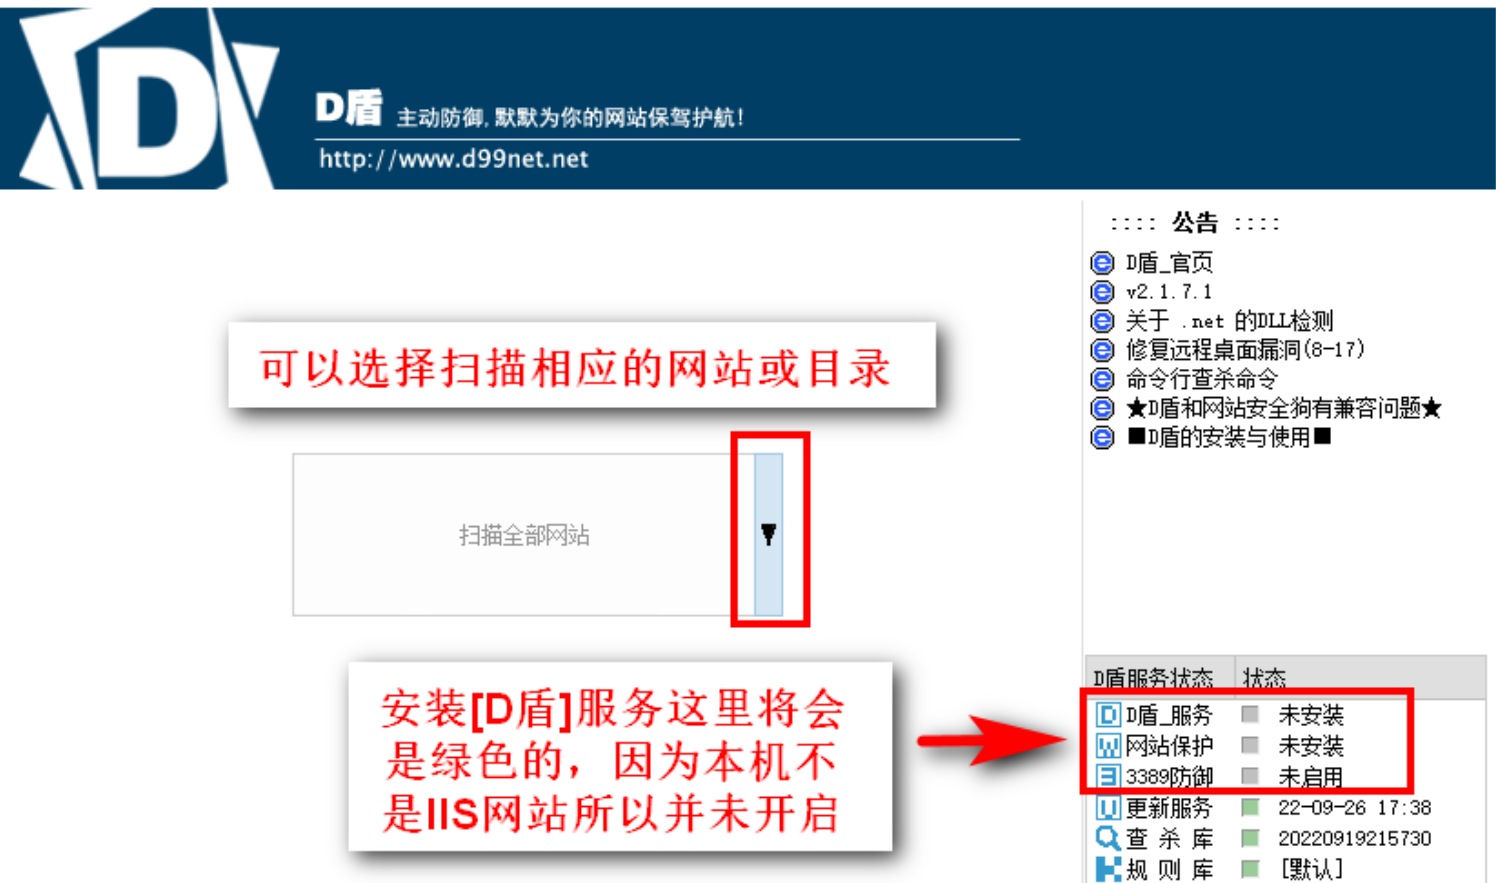 D
D盾 主动防御,默默为你的网站保驾护航!
http://www.d99net.net
:::: 公告 ::::
D盾_官页
v2.1.7.1
关于 .net 的DLL检测
修复远程桌面漏洞(8-17)
命令行查杀命令
★D盾和网站安全狗有兼容问题★
■D盾的安装与使用■
可以选择扫描相应的网站或目录
扫描全部网站
安装[D盾]服务这里将会
是绿色的，因为本机不
是IIS网站所以并未开启
D盾服务状态 状态
D盾_服务 未安装
网站保护 未安装
3389防御 未启用
更新服务 22-09-26 17:38
查 杀 库 20220919215730
规 则 库 [默认]